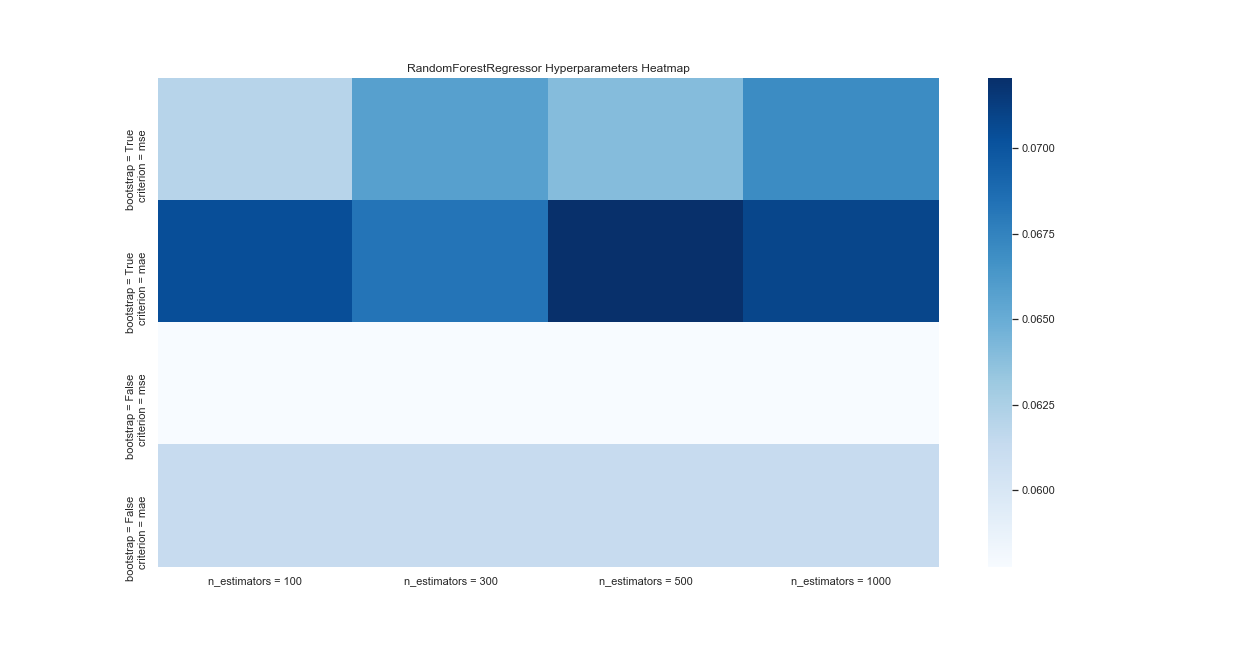 RandomForestRegressor Hyperparameters Heatmap
bootstrap = True
criterion = mse
bootstrap = True
criterion = mae
bootstrap = False
criterion = mse
bootstrap = False
criterion = mae
n_estimators = 100
n_estimators = 300
n_estimators = 500
n_estimators = 1000
0.0700
0.0675
0.0650
0.0625
0.0600